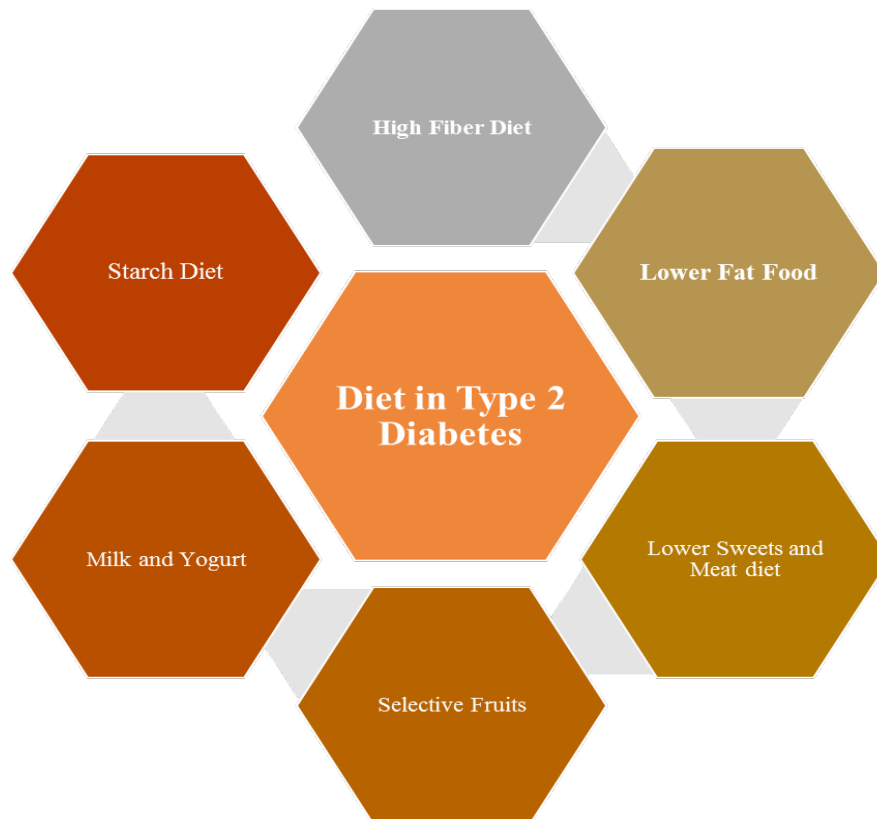 High Fiber Diet
Lower Fat Food
Starch Diet
Diet in Type 2
Diabetes
Lower Sweets and
Meat diet
Milk and Yogurt
Selective Fruits